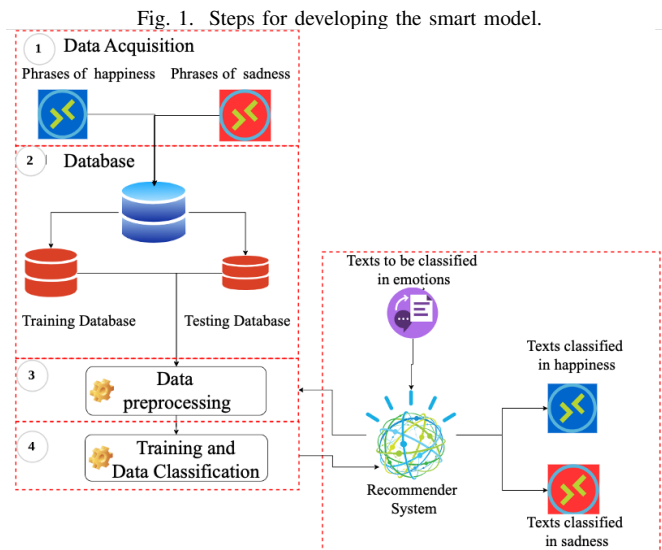 Fig. 1. Steps for developing the smart model.
1 Data Acquisition
Phrases of happiness
Phrases of sadness
2 Database
Training Database
Testing Database
3
Data
preprocessing
4
Training and
Data Classification
Texts to be classified
in emotions
Recommender
System
Texts classified
in happiness
Texts classified
in sadness